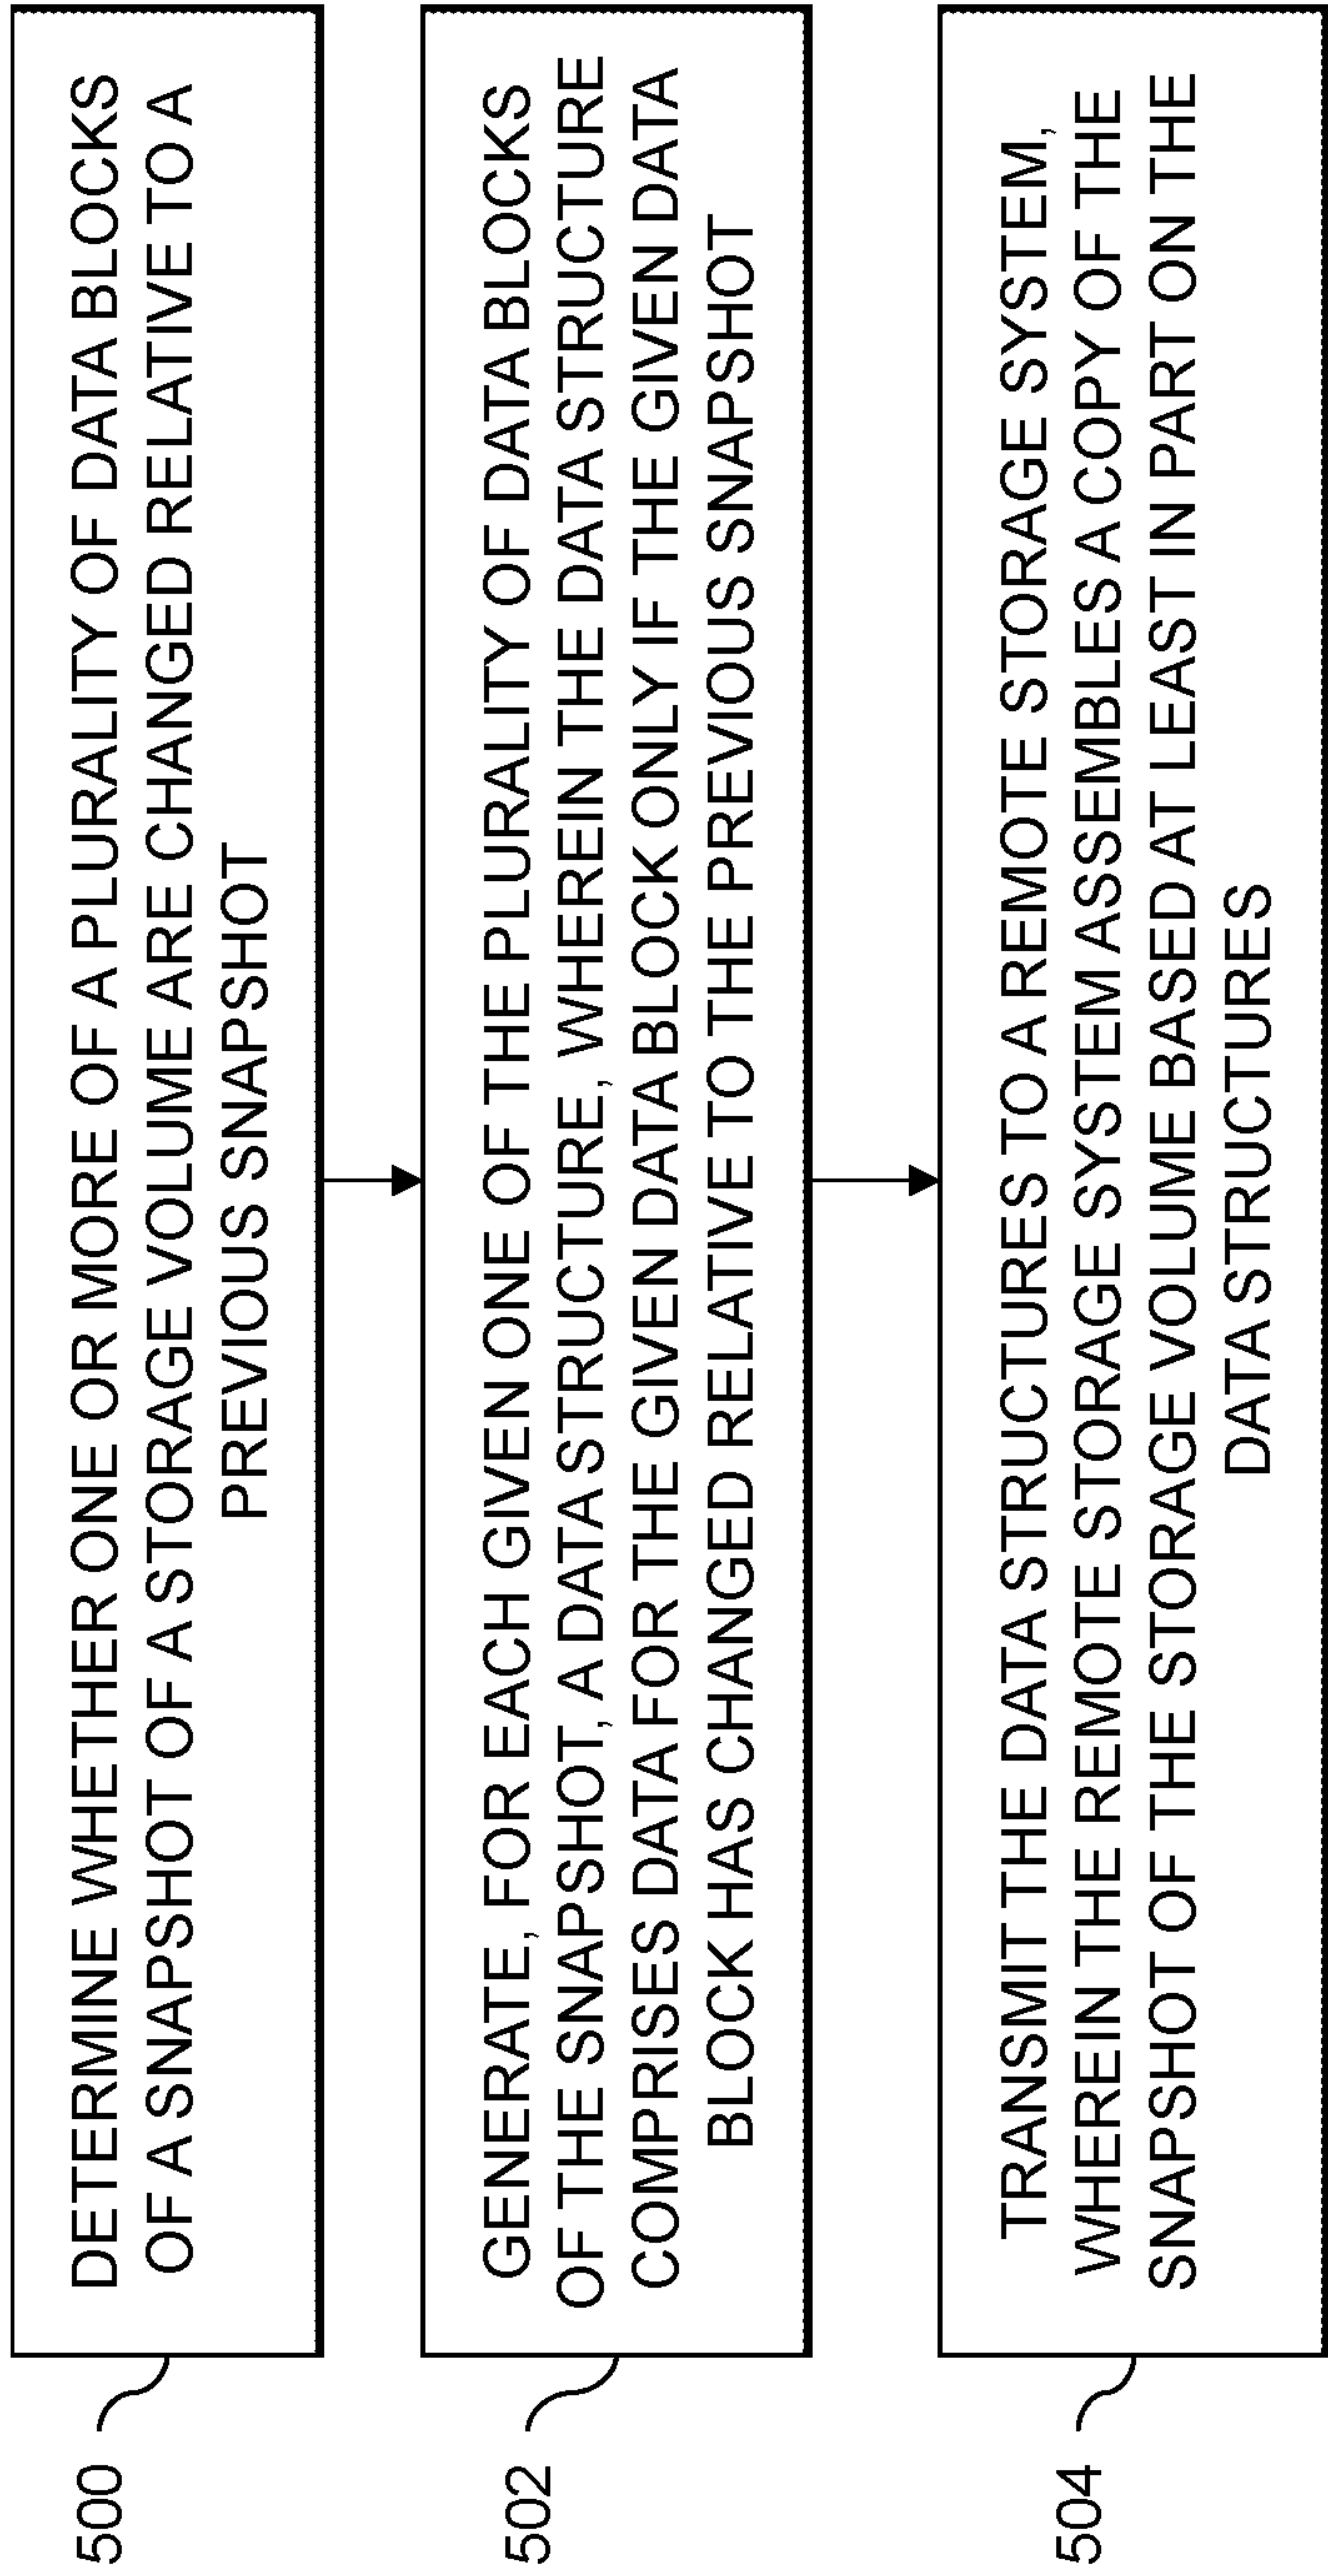 500
DETERMINE WHETHER ONE OR MORE OF A PLURALITY OF DATA BLOCKS
OF A SNAPSHOT OF A STORAGE VOLUME ARE CHANGED RELATIVE TO A
PREVIOUS SNAPSHOT
502
GENERATE, FOR EACH GIVEN ONE OF THE PLURALITY OF DATA BLOCKS
OF THE SNAPSHOT, A DATA STRUCTURE, WHEREIN THE DATA STRUCTURE
COMPRISES DATA FOR THE GIVEN DATA BLOCK ONLY IF THE GIVEN DATA
BLOCK HAS CHANGED RELATIVE TO THE PREVIOUS SNAPSHOT
504
TRANSMIT THE DATA STRUCTURES TO A REMOTE STORAGE SYSTEM,
WHEREIN THE REMOTE STORAGE SYSTEM ASSEMBLES A COPY OF THE
SNAPSHOT OF THE STORAGE VOLUME BASED AT LEAST IN PART ON THE
DATA STRUCTURES